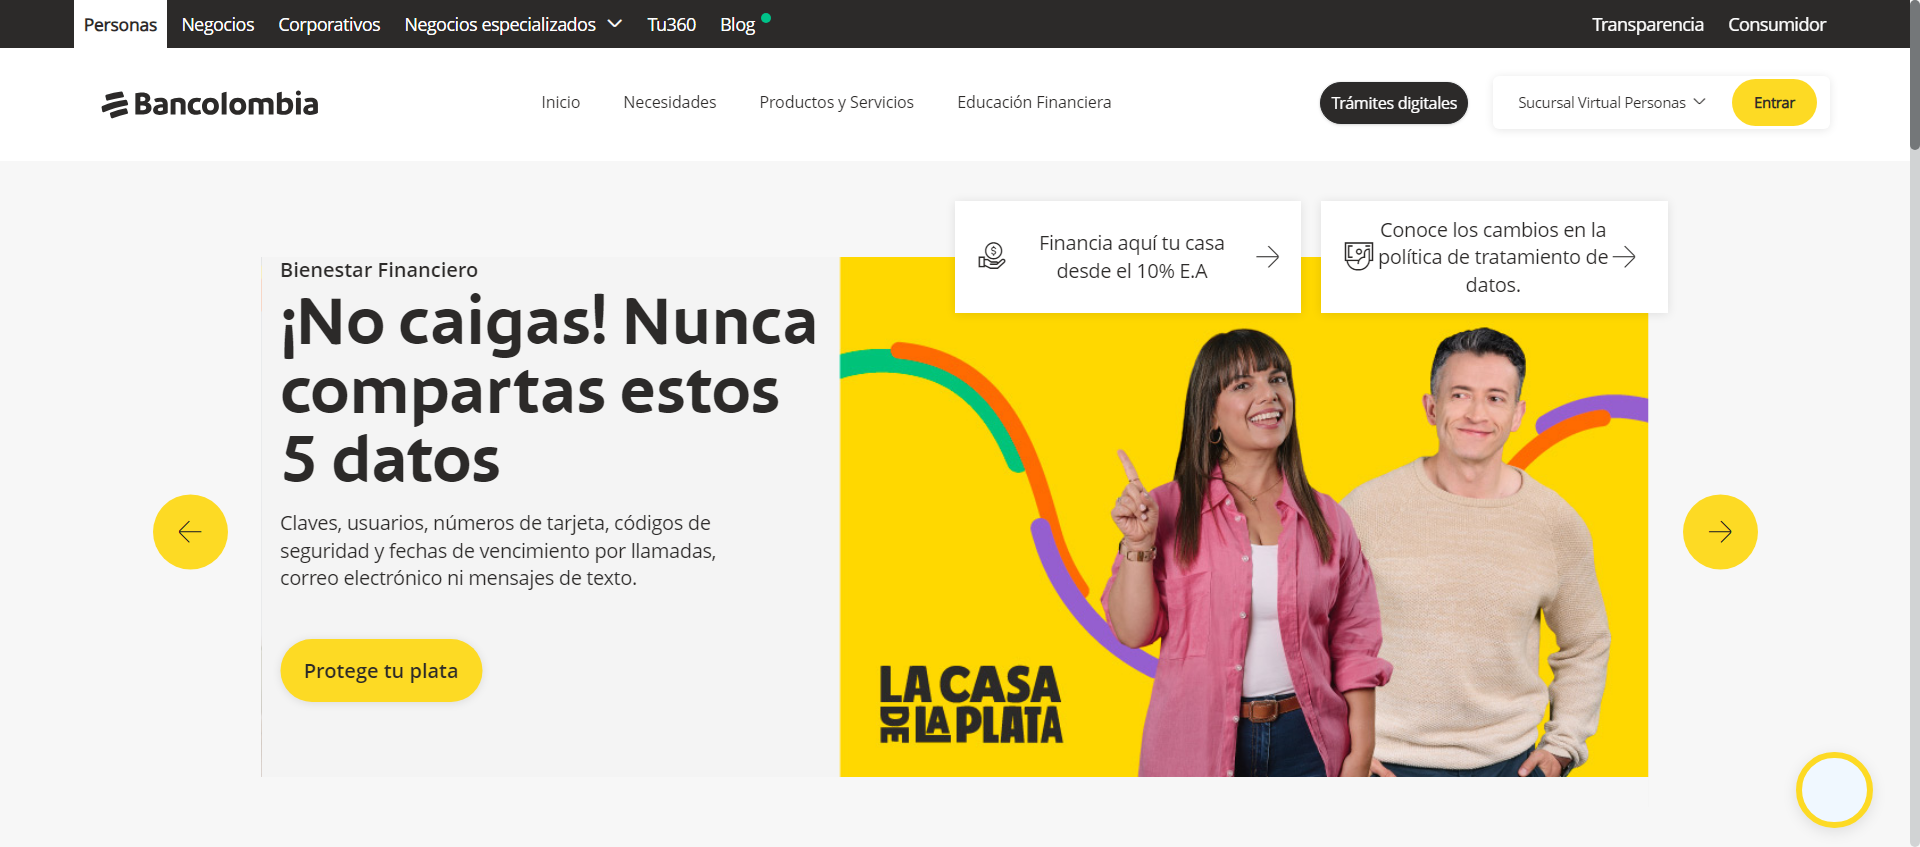 Personas Negocios Corporativos Negocios especializados Tu360 Blog Transparencia Consumidor
Bancolombia Inicio Necesidades Productos y Servicios Educación Financiera Trámites digitales Sucursal Virtual Personas Entrar
Financia aquí tu casa
desde el 10% E.A
Conoce los cambios en la
política de tratamiento de
datos.
Bienestar Financiero
¡No caigas! Nunca
compartas estos
5 datos
Claves, usuarios, números de tarjeta, códigos de
seguridad y fechas de vencimiento por llamadas,
correo electrónico ni mensajes de texto.
Protege tu plata
LA CASA
DE LA PLATA